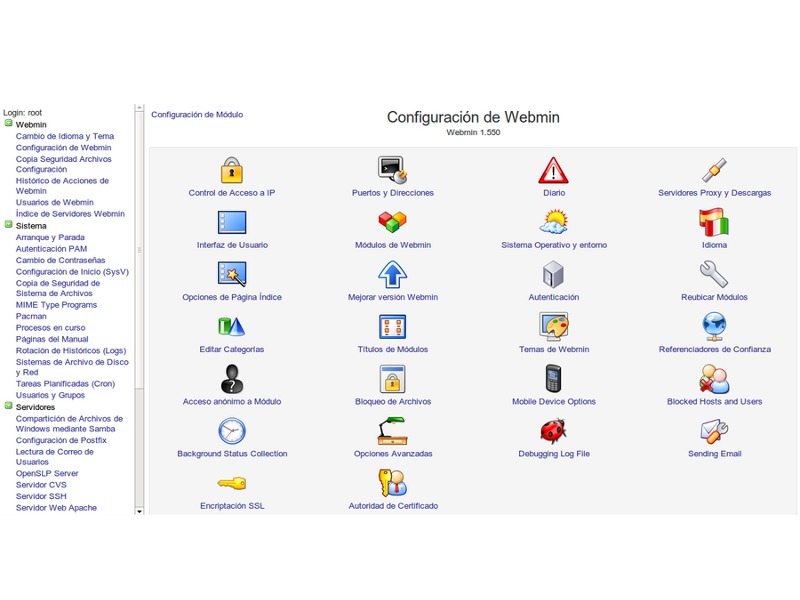 Login: root
Webmin
Cambio de Idioma y Tema
Configuración de Webmin
Copia Seguridad Archivos
Configuración
Histórico de Acciones de
Webmin
Usuarios de Webmin
Índice de Servidores Webmin
Sistema
Arranque y Parada
Autenticación PAM
Cambio de Contraseñas
Configuración de Inicio (SysV)
Copia de Seguridad de
Sistema de Archivos
MIME Type Programs
Pacman
Procesos en curso
Páginas del Manual
Rotación de Históricos (Logs)
Sistemas de Archivo de Disco
y Red
Tareas Planificadas (Cron)
Usuarios y Grupos
Servidores
Compartición de Archivos de
Windows mediante Samba
Configuración de Postfix
Lectura de Correo de
Usuarios
OpenSLP Server
Servidor CVS
Servidor SSH
Servidor Web Apache
Configuración de Módulo
Configuración de Webmin
Webmin 1.550
Control de Acceso a IP
Puertos y Direcciones
Diario
Servidores Proxy y Descargas
Interfaz de Usuario
Módulos de Webmin
Sistema Operativo y entorno
Idioma
Opciones de Página Índice
Mejorar versión Webmin
Autenticación
Reubicar Módulos
Editar Categorías
Títulos de Módulos
Temas de Webmin
Referenciadores de Confianza
Acceso anónimo a Módulo
Bloqueo de Archivos
Mobile Device Options
Blocked Hosts and Users
Background Status Collection
Opciones Avanzadas
Debugging Log File
Sending Email
Encriptación SSL
Autoridad de Certificado